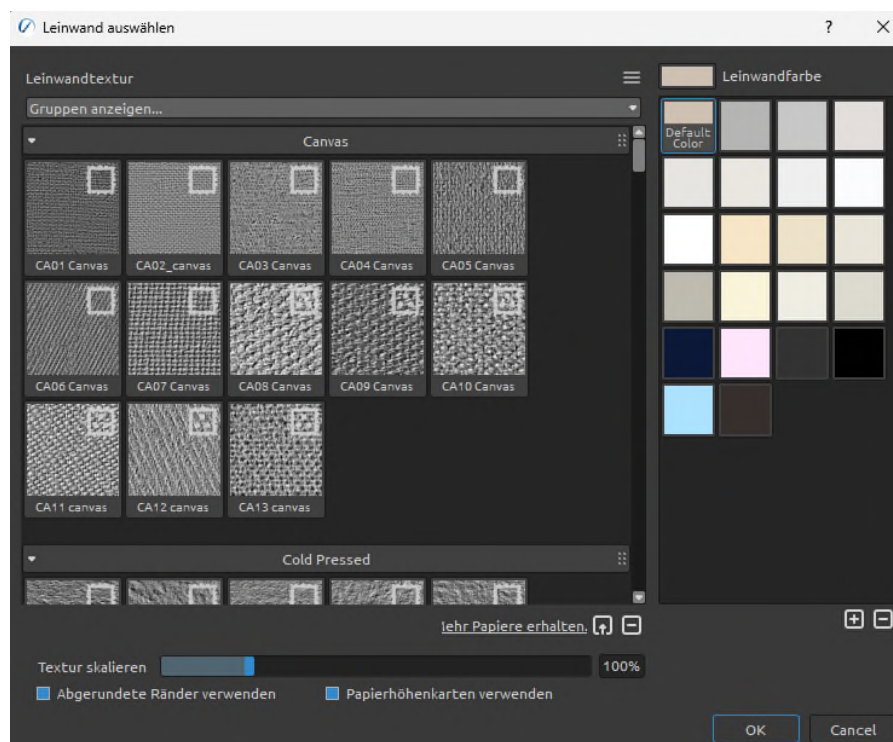 Leinwand auswählen
?
Leinwandtextur
Leinwandfarbe
Gruppen anzeigen...
Canvas
Default
Color
CA01 Canvas
CA02_canvas
CA03 Canvas
CA04 Canvas
CA05 Canvas
CA06 Canvas
CA07 Canvas
CA08 Canvas
CA09 Canvas
CA10 Canvas
CA11 canvas
CA12 canvas
CA13 canvas
Cold Pressed
Papiere erhalten.
Textur skalieren
100%
Abgerundete Ränder verwenden
Papierhöhenkarten verwenden
OK
Cancel